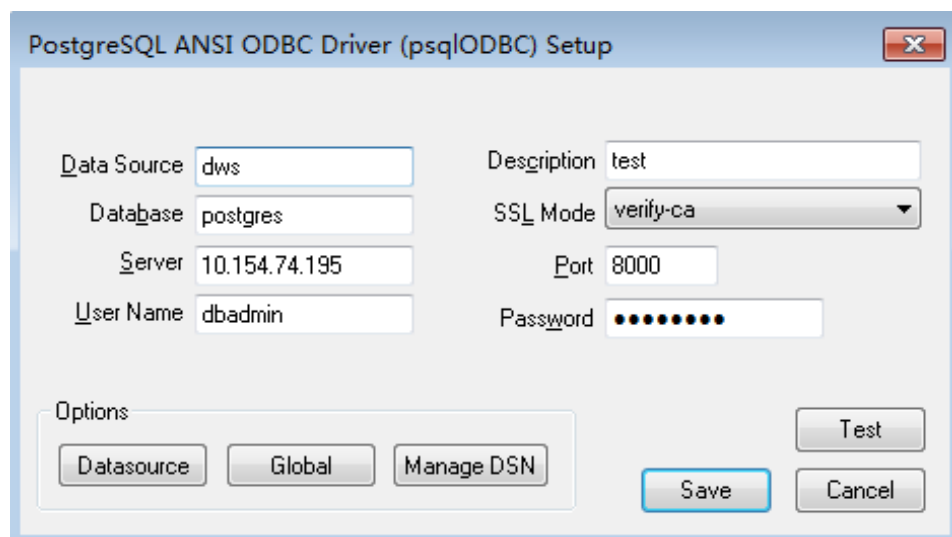 PostgreSQL ANSI ODBC Driver (psqlODBC) Setup
Data Source dws Description test
Database postgres SSL Mode verify-ca
Server 10.154.74.195 Port 8000
User Name dbadmin Password ●●●●●●●●
Options
Test
Datasource Global Manage DSN
Save Cancel